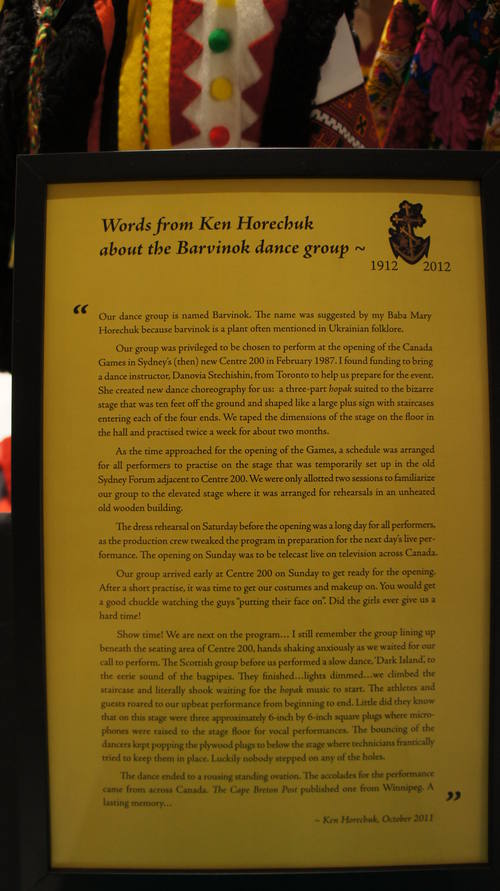 Words from Ken Horechuk
about the Barvinok dance group ~
1912 2012
“ Our dance group is named Barvinok. The name was suggested by my Baba Mary
Horechuk because barvinok is a plant often mentioned in Ukrainian folklore.
Our group was privileged to be chosen to perform at the opening of the Canada
Games in Sydney's (then) new Centre 200 in February 1987. I found funding to bring
a dance instructor, Danovia Stechishin, from Toronto to help us prepare for the event.
She created new dance choreography for us: a three-part hopak suited to the bizarre
stage that was ten feet off the ground and shaped like a large plus sign with staircases
entering each of the four ends. We taped the dimensions of the stage on the floor in
the hall and practised twice a week for about two months.
As the time approached for the opening of the Games, a schedule was arranged
for all performers to practise on the stage that was temporarily set up in the old
Sydney Forum adjacent to Centre 200. We were only allotted two sessions to familiarize
our group to the elevated stage where it was arranged for rehearsals in an unheated
old wooden building.
The dress rehearsal on Saturday before the opening was a long day for all performers,
as the production crew tweaked the program in preparation for the next day's live per-
formance. The opening on Sunday was to be telecast live on television across Canada.
Our group arrived early at Centre 200 on Sunday to get ready for the opening.
After a short practise, it was time to get our costumes and makeup on. You would get
a good chuckle watching the guys "putting their face on". Did the girls ever give us a
hard time!
Show time! We are next on the program... I still remember the group lining up
beneath the seating area of Centre 200, hands shaking anxiously as we waited for our
call to perform. The Scottish group before us performed a slow dance, 'Dark Island', to
the eerie sound of the bagpipes. They finished...lights dimmed...we climbed the
staircase and literally shook waiting for the hopak music to start. The athletes and
guests roared to our upbeat performance from beginning to end. Little did they know
that on this stage were three approximately 6-inch by 6-inch square plugs where micro-
phones were raised to the stage floor for vocal performances. The bouncing of the
dancers kept popping the plywood plugs to below the stage where technicians frantically
tried to keep them in place. Luckily nobody stepped on any of the holes.
The dance ended to a rousing standing ovation. The accolades for the performance
came from across Canada. The Cape Breton Post published one from Winnipeg. A
lasting memory... ”
~ Ken Horechuk, October 2011